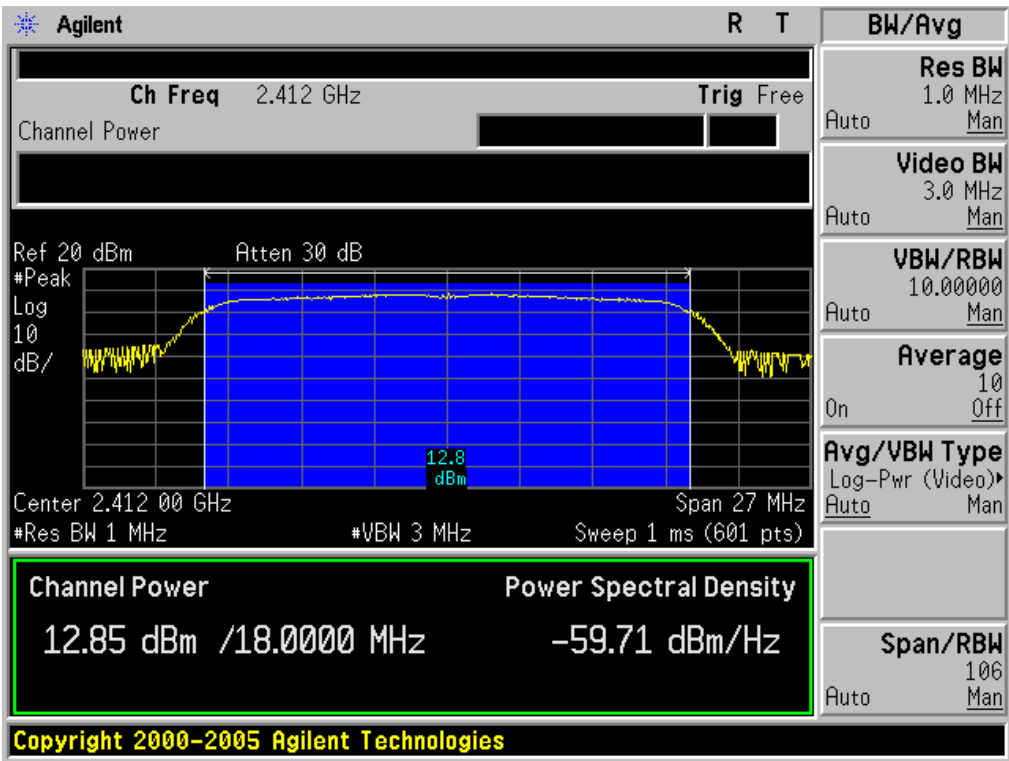 Agilent
R T
BW/Avg
Ch Freq 2.412 GHz
Trig Free
Channel Power
Ref 20 dBm
Atten 30 dB
#Peak
Log
10
dB/
12.8
dBm
Center 2.412 00 GHz
Span 27 MHz
#Res BW 1 MHz
#VBW 3 MHz
Sweep 1 ms (601 pts)
Channel Power
Power Spectral Density
12.85 dBm /18.0000 MHz
-59.71 dBm/Hz
Res BW
1.0 MHz
Auto Man
Video BW
3.0 MHz
Auto Man
VBW/RBW
10.00000
Auto Man
Average
10
On Off
Avg/VBW Type
Log-Pwr (Video)▸
Auto Man
Span/RBW
106
Auto Man
Copyright 2000-2005 Agilent Technologies